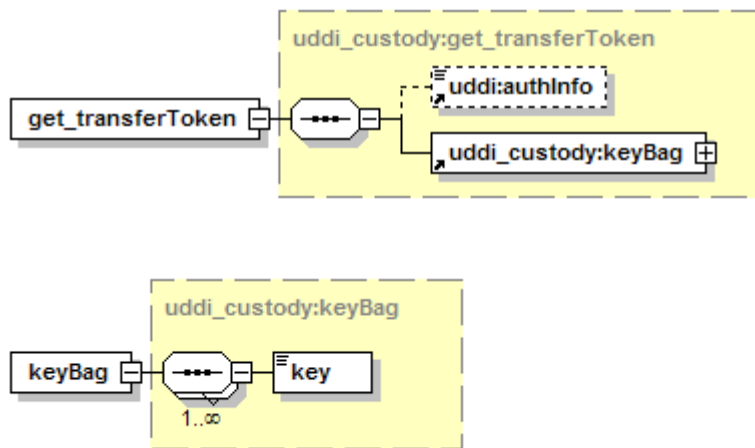 uddi_custody:get_transferToken
uddi:authInfo
get_transferToken
uddi_custody:keyBag
uddi_custody:keyBag
keyBag
key
1..∞